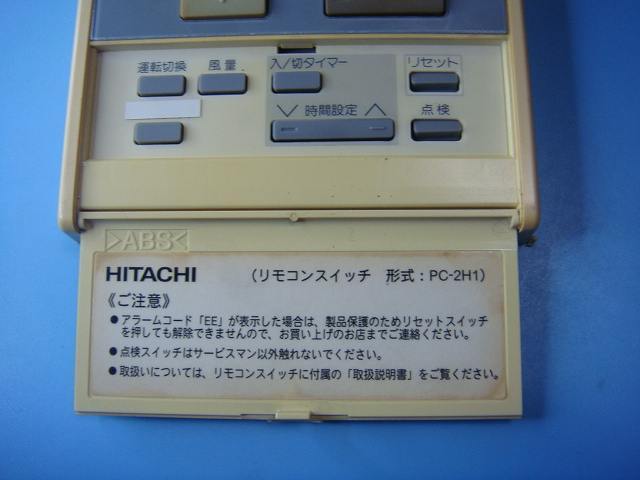 運転切換 風量 入/切タイマー リセット
時間設定 点検
>ABS<
HITACHI (リモコンスイッチ 形式:PC-2H1)
《ご注意》
●アラームコード「EE」が表示した場合は、製品保護のためリセットスイッチ
を押しても解除できませんので、お買い上げのお店までご連絡ください。
●点検スイッチはサービスマン以外触れないでください。
●取扱いについては、リモコンスイッチに付属の「取扱説明書」をご覧ください。